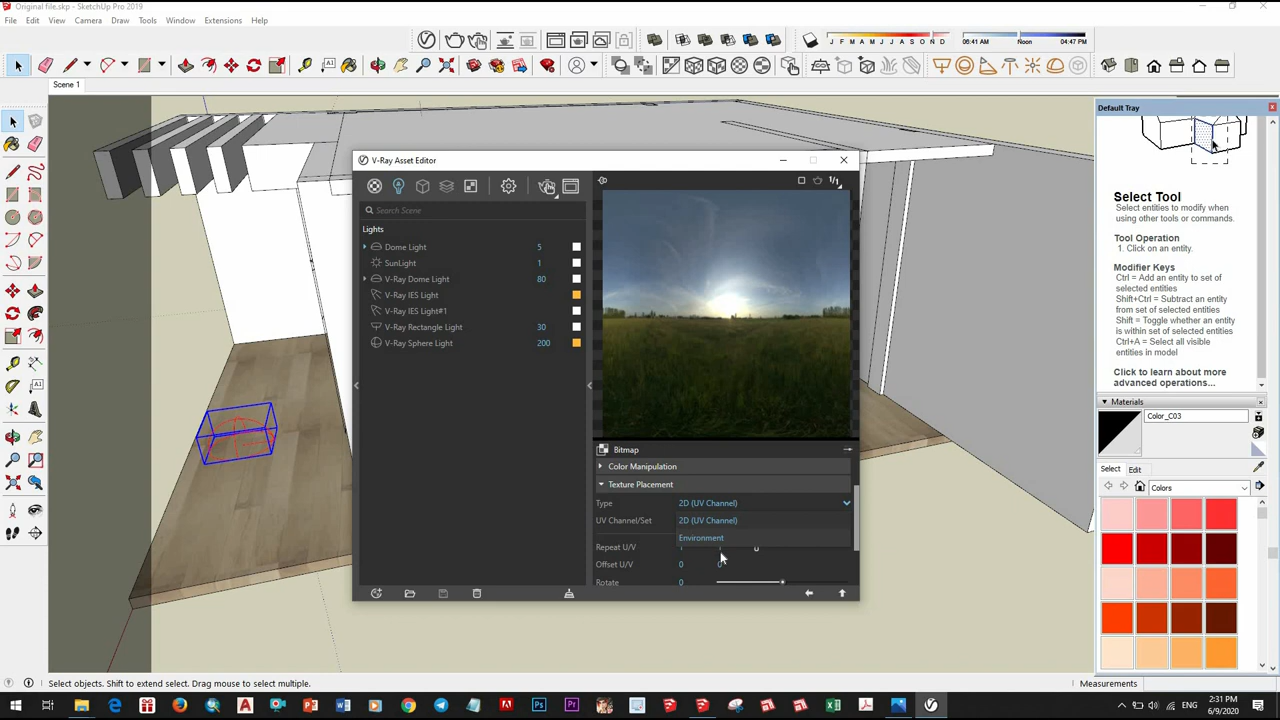 Original file.skp - SketchUp Pro 2019
File Edit View Camera Draw Tools Window Extensions Help
J F M A M J J A S O N D
06:41 AM Noon 04:47 PM
Scene 1
Default Tray
V-Ray Asset Editor
Search Scene
Lights
Dome Light 5
SunLight 1
V-Ray Dome Light 80
V-Ray IES Light
V-Ray IES Light#1
V-Ray Rectangle Light 30
V-Ray Sphere Light 200
1/1
Bitmap
Color Manipulation
Texture Placement
Type 2D (UV Channel)
UV Channel/Set 2D (UV Channel)
Environment
Repeat U/V 1 1
Offset U/V 0 0
Rotate 0
Select Tool
Select entities to modify when
using other tools or commands.
Tool Operation
1. Click on an entity.
Modifier Keys
Ctrl = Add an entity to set of
selected entities
Shift+Ctrl = Subtract an entity
from set of selected entities
Shift = Toggle whether an
entity is within set of selected
entities
Ctrl+A = Select all visible
entities in model
Click to learn about more
advanced operations...
Materials
Color_C03
Select Edit
Colors
Select objects. Shift to extend select. Drag mouse to select multiple.
Measurements
2:31 PM
6/9/2020